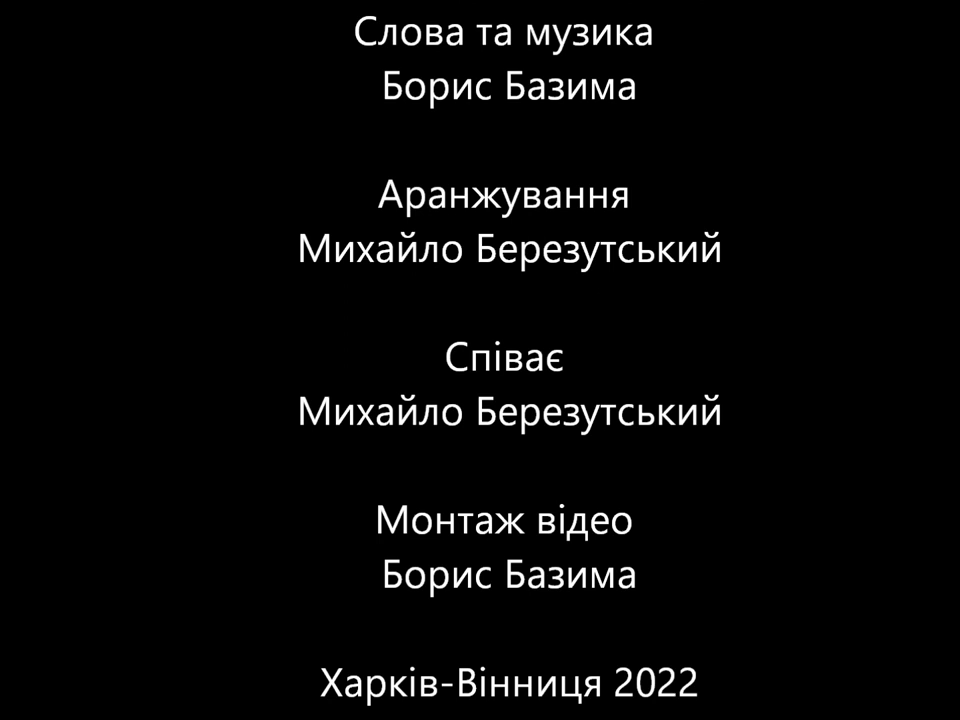 Слова та музика
Борис Базима
Аранжування
Михайло Березутський
Співає
Михайло Березутський
Монтаж відео
Борис Базима
Харків-Вінниця 2022